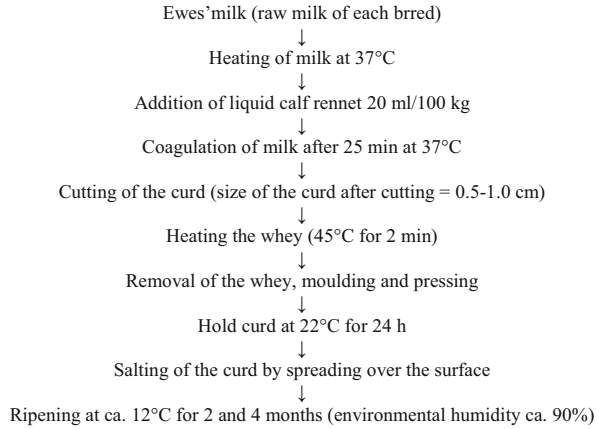 Ewes’milk (raw milk of each brred)
↓
Heating of milk at 37°C
↓
Addition of liquid calf rennet 20 ml/100 kg
↓
Coagulation of milk after 25 min at 37°C
↓
Cutting of the curd (size of the curd after cutting = 0.5-1.0 cm)
↓
Heating the whey (45°C for 2 min)
↓
Removal of the whey, moulding and pressing
↓
Hold curd at 22°C for 24 h
↓
Salting of the curd by spreading over the surface
↓
Ripening at ca. 12°C for 2 and 4 months (environmental humidity ca. 90%)